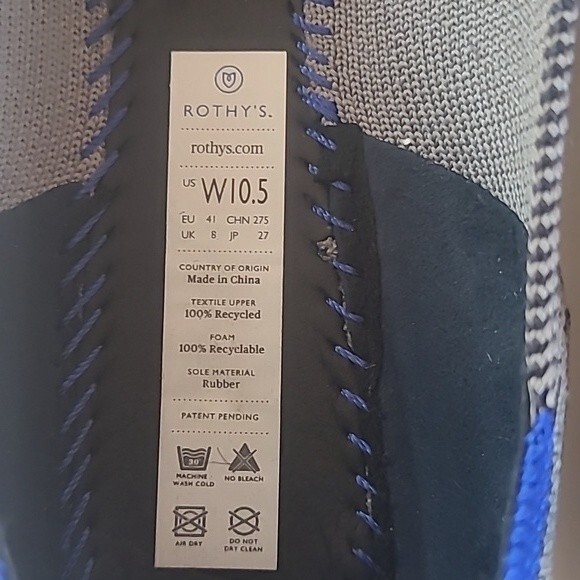 ROTHY'S
rothys.com
US W10.5
EU 41 CHN 275
UK 8 JP 27
COUNTRY OF ORIGIN
Made in China
TEXTILE UPPER
100% Recycled
FOAM
100% Recyclable
SOLE MATERIAL
Rubber
PATENT PENDING
30°
MACHINE WASH COLD
NO BLEACH
AIR DRY
DO NOT DRY CLEAN